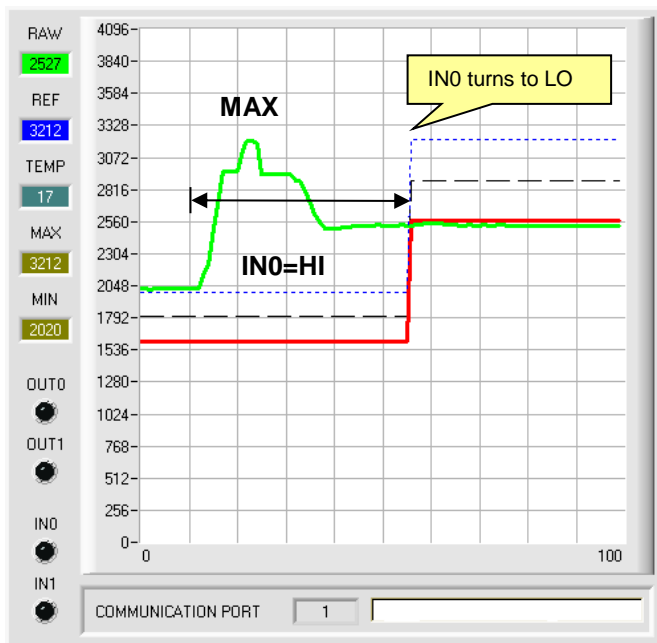 RAW
2527
REF
3212
TEMP
17
MAX
3212
MIN
2020
OUT0
OUT1
IN0
IN1
4096-
3840-
3584-
3328-
3072-
2816-
2560-
2304-
2048-
1792-
1536-
1280-
1024-
768-
512-
256-
0-
0
100
MAX
IN0 turns to LO
IN0=HI
COMMUNICATION PORT 1